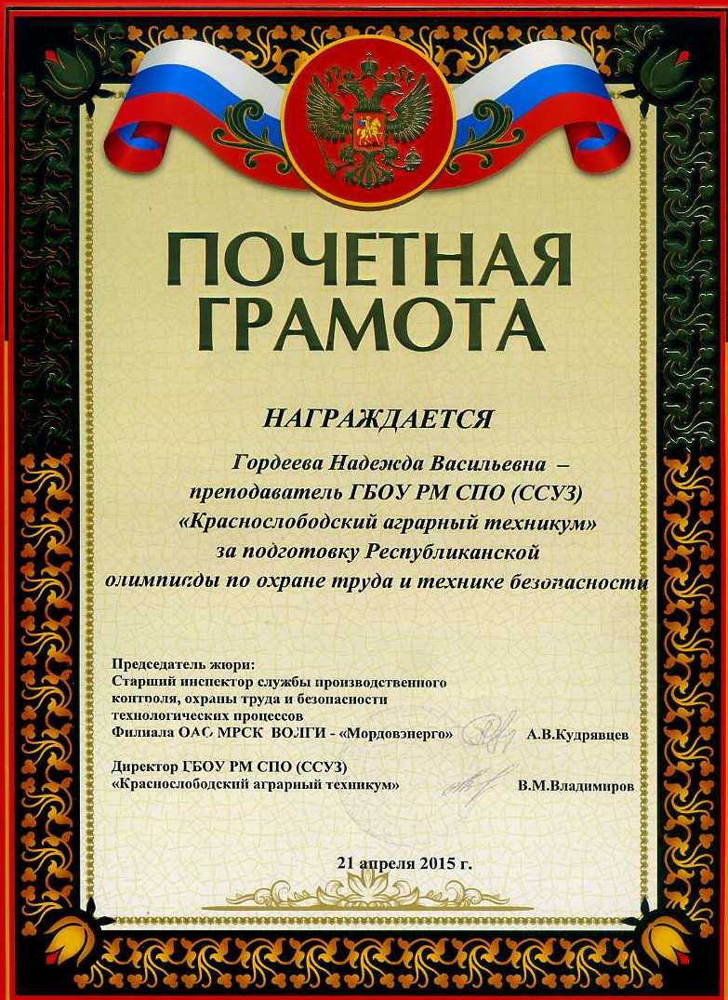 ПОЧЕТНАЯ
ГРАМОТА
НАГРАЖДАЕТСЯ
Гордеева Надежда Васильевна –
преподаватель ГБОУ РМ СПО (ССУЗ)
«Краснослободский аграрный техникум»
за подготовку Республиканской
олимпиады по охране труда и технике безопасности
Председатель жюри:
Старший инспектор службы производственного
контроля, охраны труда и безопасности
технологических процессов
Филиала ОАО МРСК ВОЛГИ - «Мордовэнерго» А.В.Кудрявцев
Директор ГБОУ РМ СПО (ССУЗ)
«Краснослободский аграрный техникум» В.М.Владимиров
21 апреля 2015 г.